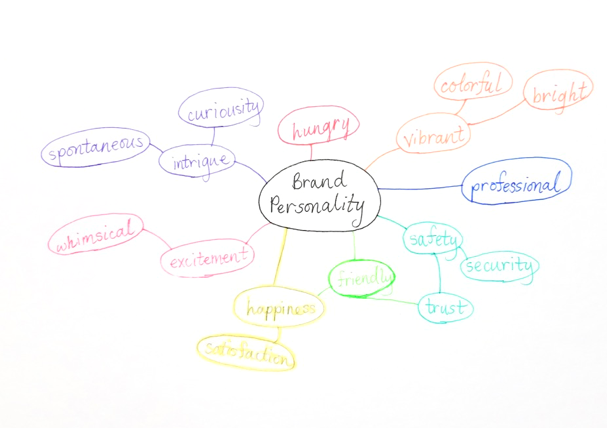 colorful
bright
curiousity
hungry
vibrant
spontaneous
intrigue
Brand
Personality
professional
whimsical
excitement
safety
security
friendly
happiness
trust
satisfaction